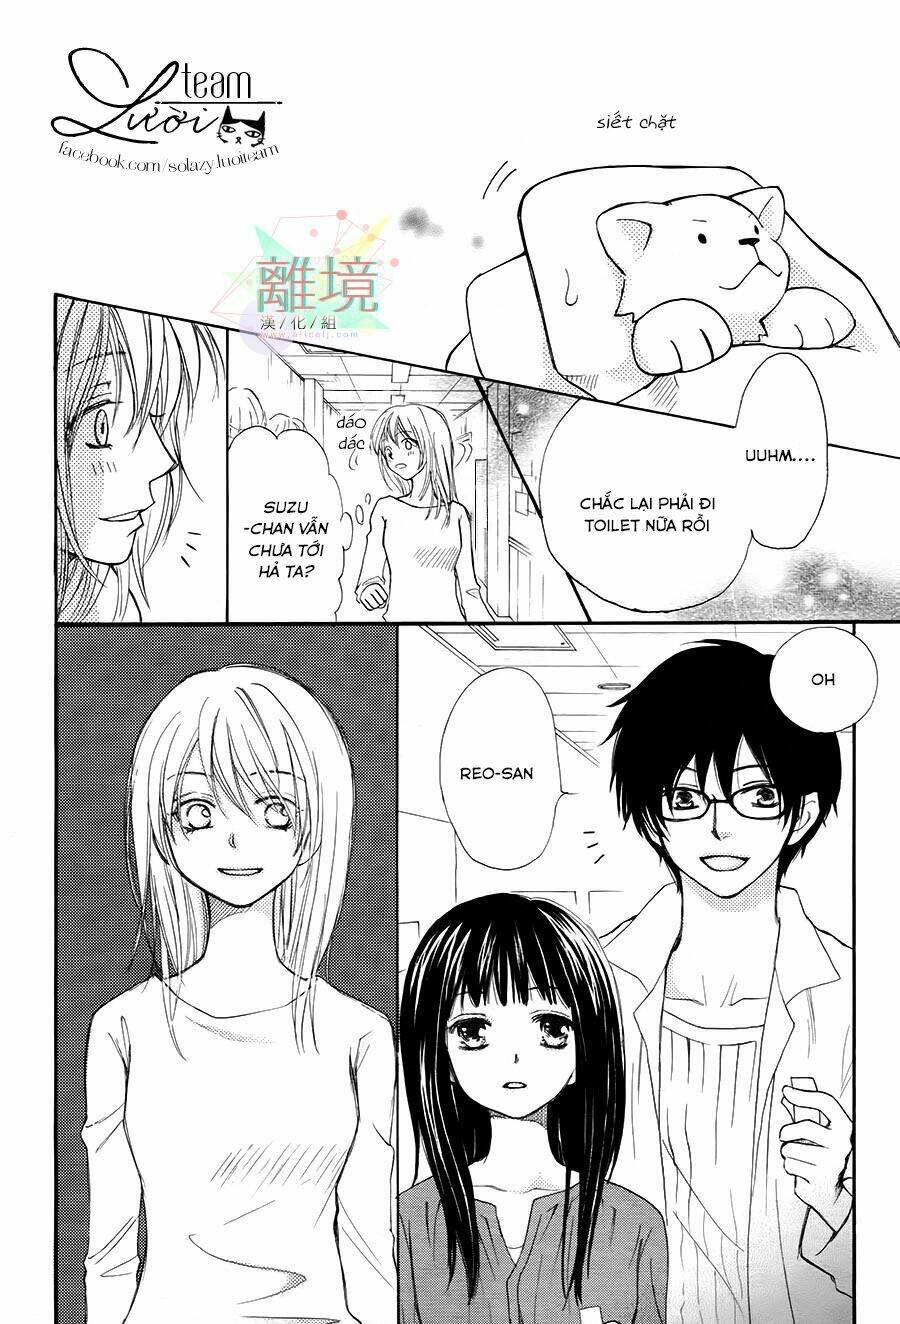 team
Lười
facebook.com/solazy.luoiteam
siết chặt
離境
漢/化/組
UUHM....
CHẮC LẠI PHẢI ĐI
TOILET NỮA RỒI
dáo
dác
SUZU
-CHAN VẪN
CHƯA TỚI
HẢ TA?
OH
REO-SAN